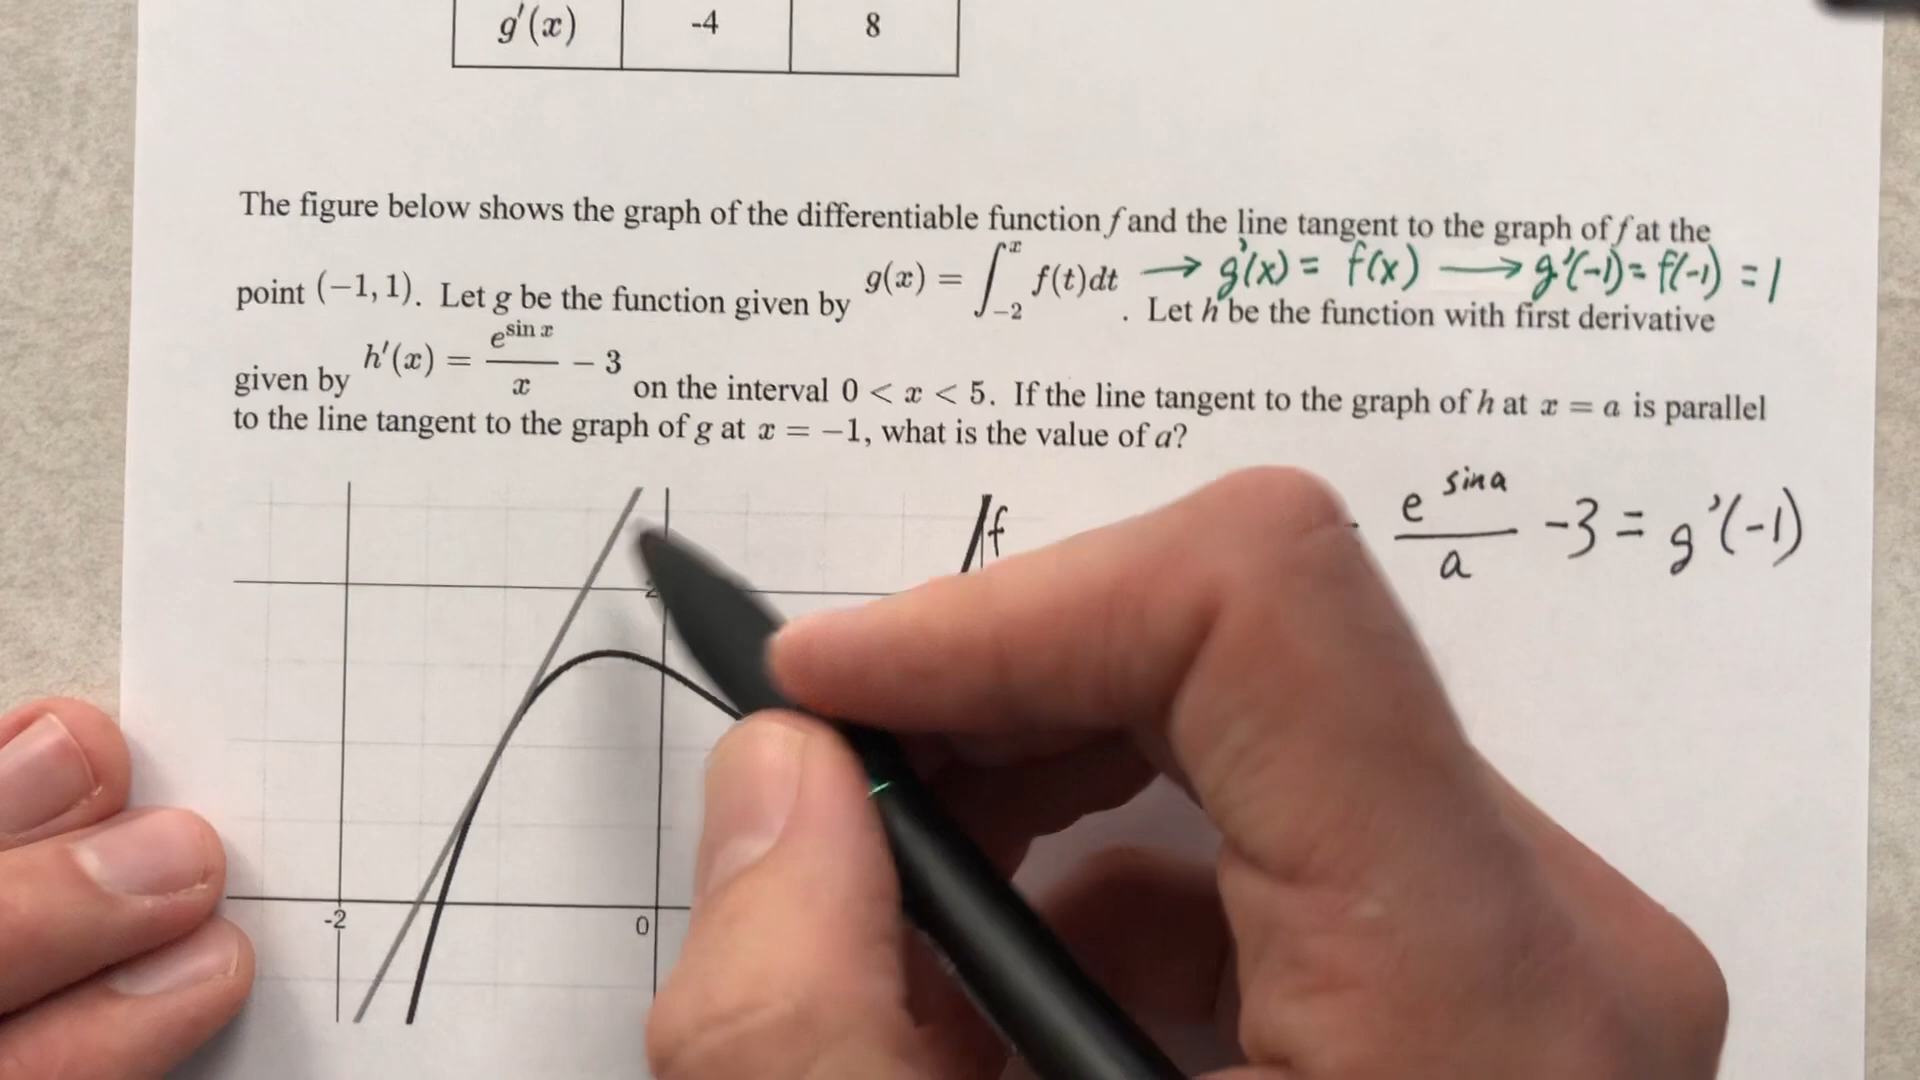 g′(x) -4 8
The figure below shows the graph of the differentiable function f and the line tangent to the graph of f at the
point (−1, 1). Let g be the function given by g(x) = ∫_{−2}^{x} f(t)dt → g'(x) = f(x) → g'(-1) = f(-1) = 1
. Let h be the function with first derivative
given by h′(x) = e^{sin x}/x − 3 on the interval 0 < x < 5. If the line tangent to the graph of h at x = a is parallel
to the line tangent to the graph of g at x = −1, what is the value of a?
e^{sin a}/a - 3 = g'(-1)
f
2
-2 0